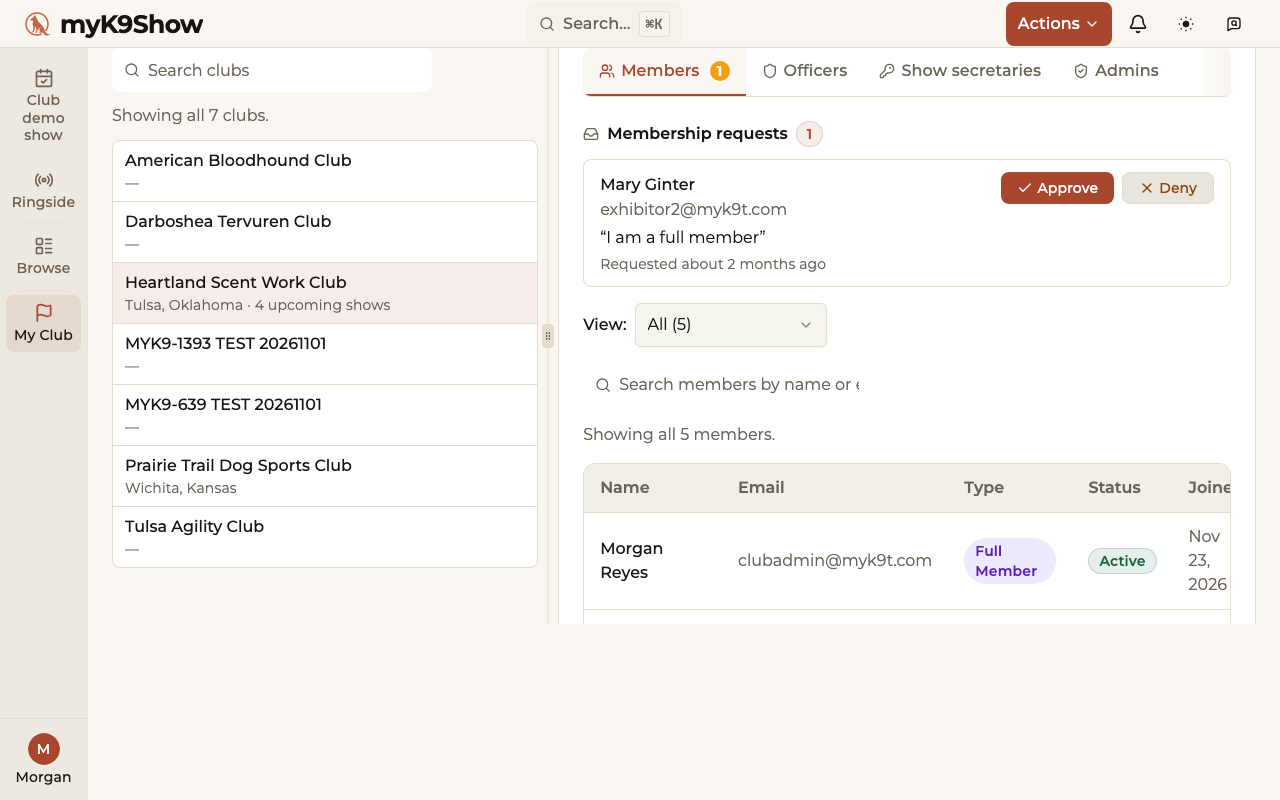 myK9Show
Search...
⌘K
Actions
Club
demo
show
Ringside
Browse
My Club
M
Morgan
Search clubs
Showing all 7 clubs.
American Bloodhound Club
—
Darboshea Tervuren Club
—
Heartland Scent Work Club
Tulsa, Oklahoma · 4 upcoming shows
MYK9-1393 TEST 20261101
—
MYK9-639 TEST 20261101
—
Prairie Trail Dog Sports Club
Wichita, Kansas
Tulsa Agility Club
—
Members 1
Officers
Show secretaries
Admins
Membership requests 1
Mary Ginter
exhibitor2@myk9t.com
“I am a full member”
Requested about 2 months ago
Approve
Deny
View:
All (5)
Search members by name or
Showing all 5 members.
Name Email Type Status Joine
Morgan
Reyes
clubadmin@myk9t.com
Full
Member
Active
Nov
23,
2026